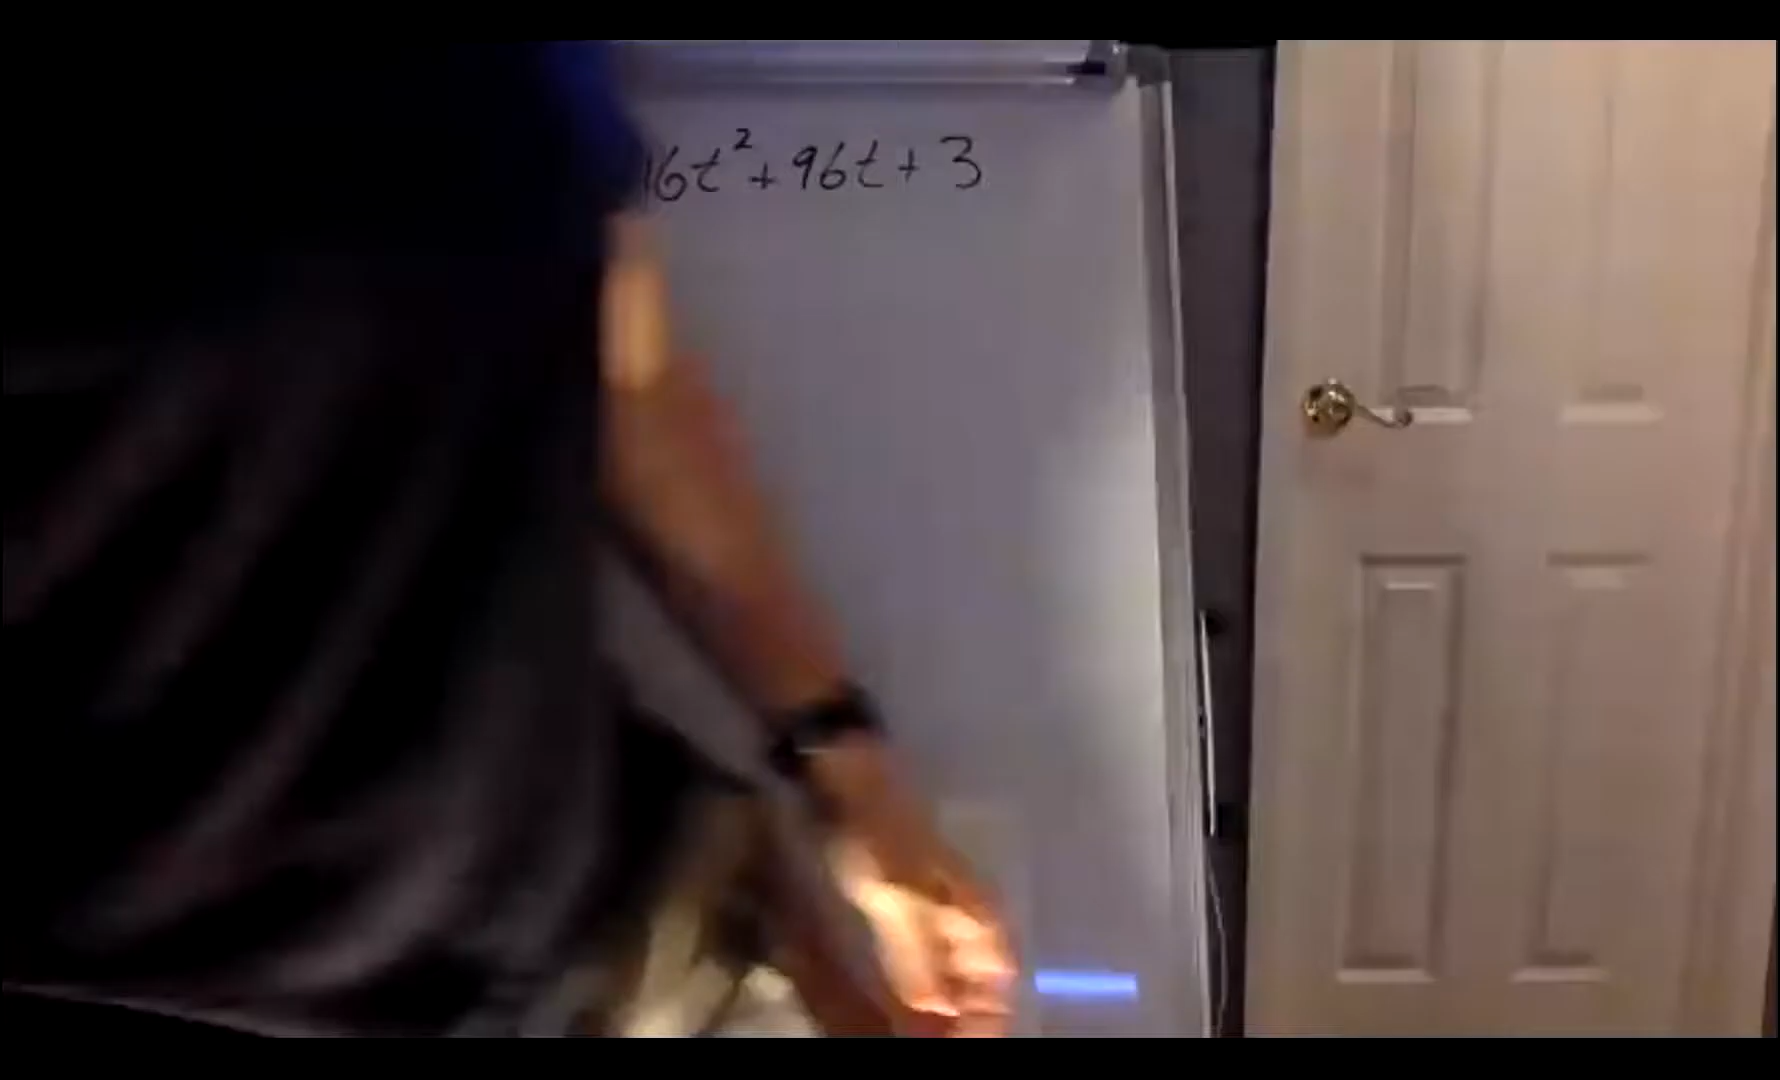 16t² + 96t + 3